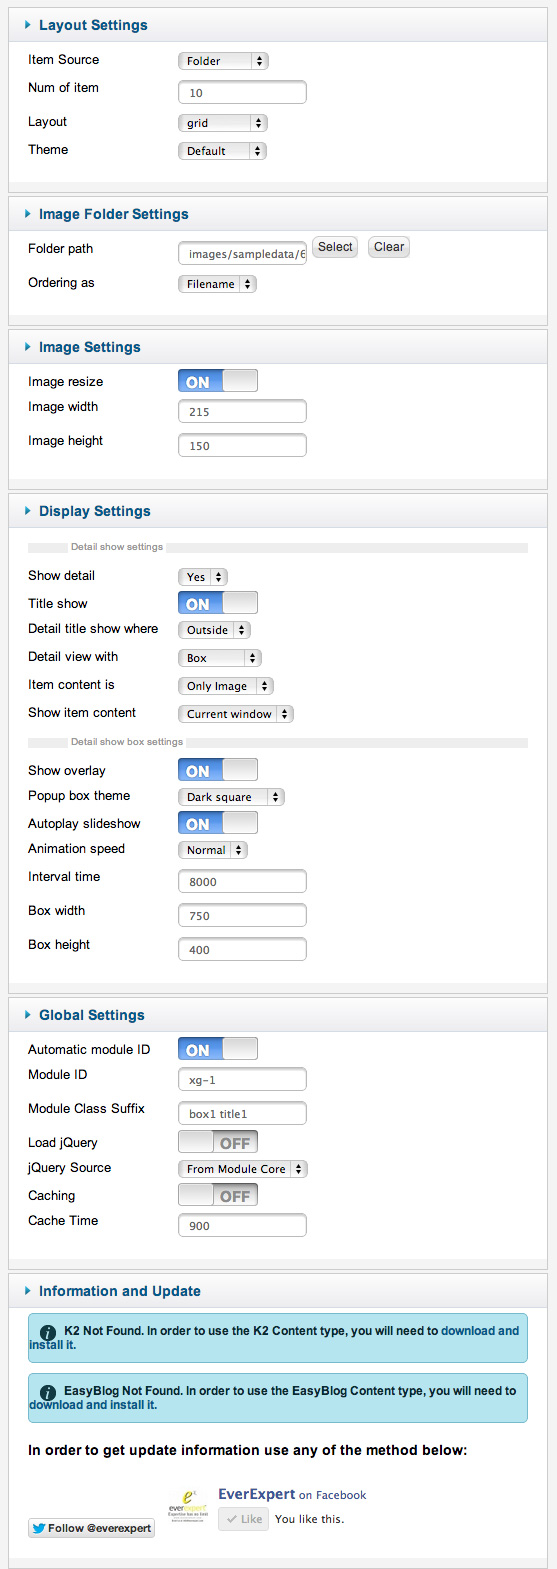 Layout Settings
Item Source Folder
Num of item 10
Layout grid
Theme Default
Image Folder Settings
Folder path images/sampledata/6 Select Clear
Ordering as Filename
Image Settings
Image resize ON
Image width 215
Image height 150
Display Settings
Detail show settings
Show detail Yes
Title show ON
Detail title show where Outside
Detail view with Box
Item content is Only Image
Show item content Current window
Detail show box settings
Show overlay ON
Popup box theme Dark square
Autoplay slideshow ON
Animation speed Normal
Interval time 8000
Box width 750
Box height 400
Global Settings
Automatic module ID ON
Module ID xg-1
Module Class Suffix box1 title1
Load jQuery OFF
jQuery Source From Module Core
Caching OFF
Cache Time 900
Information and Update
K2 Not Found. In order to use the K2 Content type, you will need to download and
install it.
EasyBlog Not Found. In order to use the EasyBlog Content type, you will need to
download and install it.
In order to get update information use any of the method below:
EverExpert on Facebook
everexpert
Like You like this.
Follow @everexpert